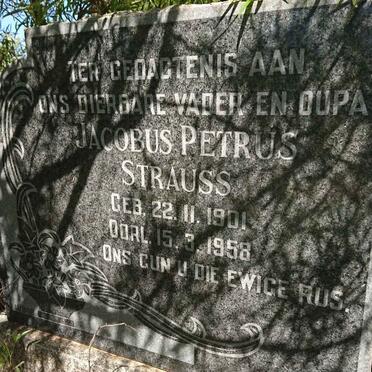 TER GEDAGTENIS AAN
ONS DIERBARE VADER EN OUPA
JACOBUS PETRUS
STRAUSS
GEB. 22.11.1901
OORL. 15.3.1958
ONS GUN U DIE EWIGE RUS.